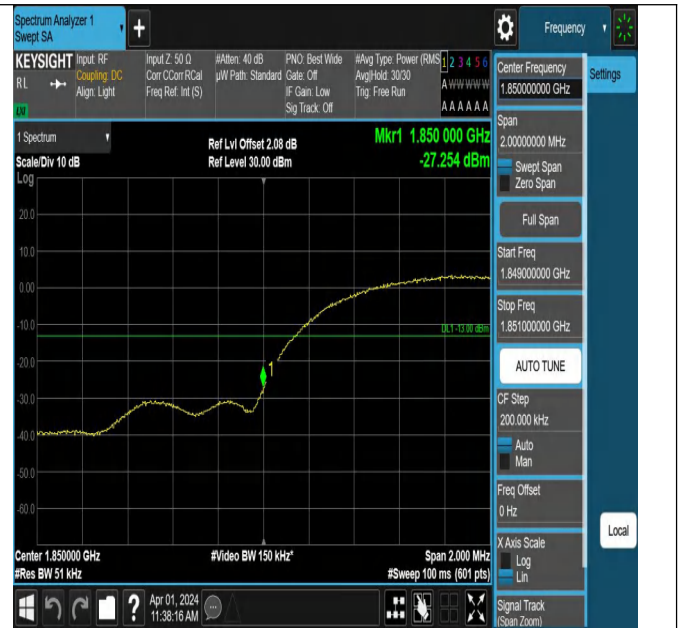 Spectrum Analyzer 1
Swept SA
Frequency
KEYSIGHT
RL
Input: RF
Coupling: DC
Align: Light
Input Z: 50 Ω
Corr CCorr RCal
Freq Ref: Int (S)
#Atten: 40 dB
µW Path: Standard
PNO: Best Wide
Gate: Off
IF Gain: Low
Sig Track: Off
#Avg Type: Power (RMS
Avg|Hold: 30/30
Trig: Free Run
1 2 3 4 5 6
A W W W W W
A A A A A A
LXI
1 Spectrum
Scale/Div 10 dB
Ref Lvl Offset 2.08 dB
Ref Level 30.00 dBm
Mkr1 1.850 000 GHz
-27.254 dBm
Log
20.0
10.0
0.00
-10.0
-20.0
-30.0
-40.0
-50.0
-60.0
DL1 -13.00 dBm
1
Center 1.850000 GHz
#Res BW 51 kHz
#Video BW 150 kHz*
Span 2.000 MHz
#Sweep 100 ms (601 pts)
Apr 01, 2024
11:38:16 AM
Center Frequency
1.850000000 GHz
Settings
Span
2.00000000 MHz
Swept Span
Zero Span
Full Span
Start Freq
1.849000000 GHz
Stop Freq
1.851000000 GHz
AUTO TUNE
CF Step
200.000 kHz
Auto
Man
Freq Offset
0 Hz
X Axis Scale
Log
Lin
Signal Track
(Span Zoom)
Local